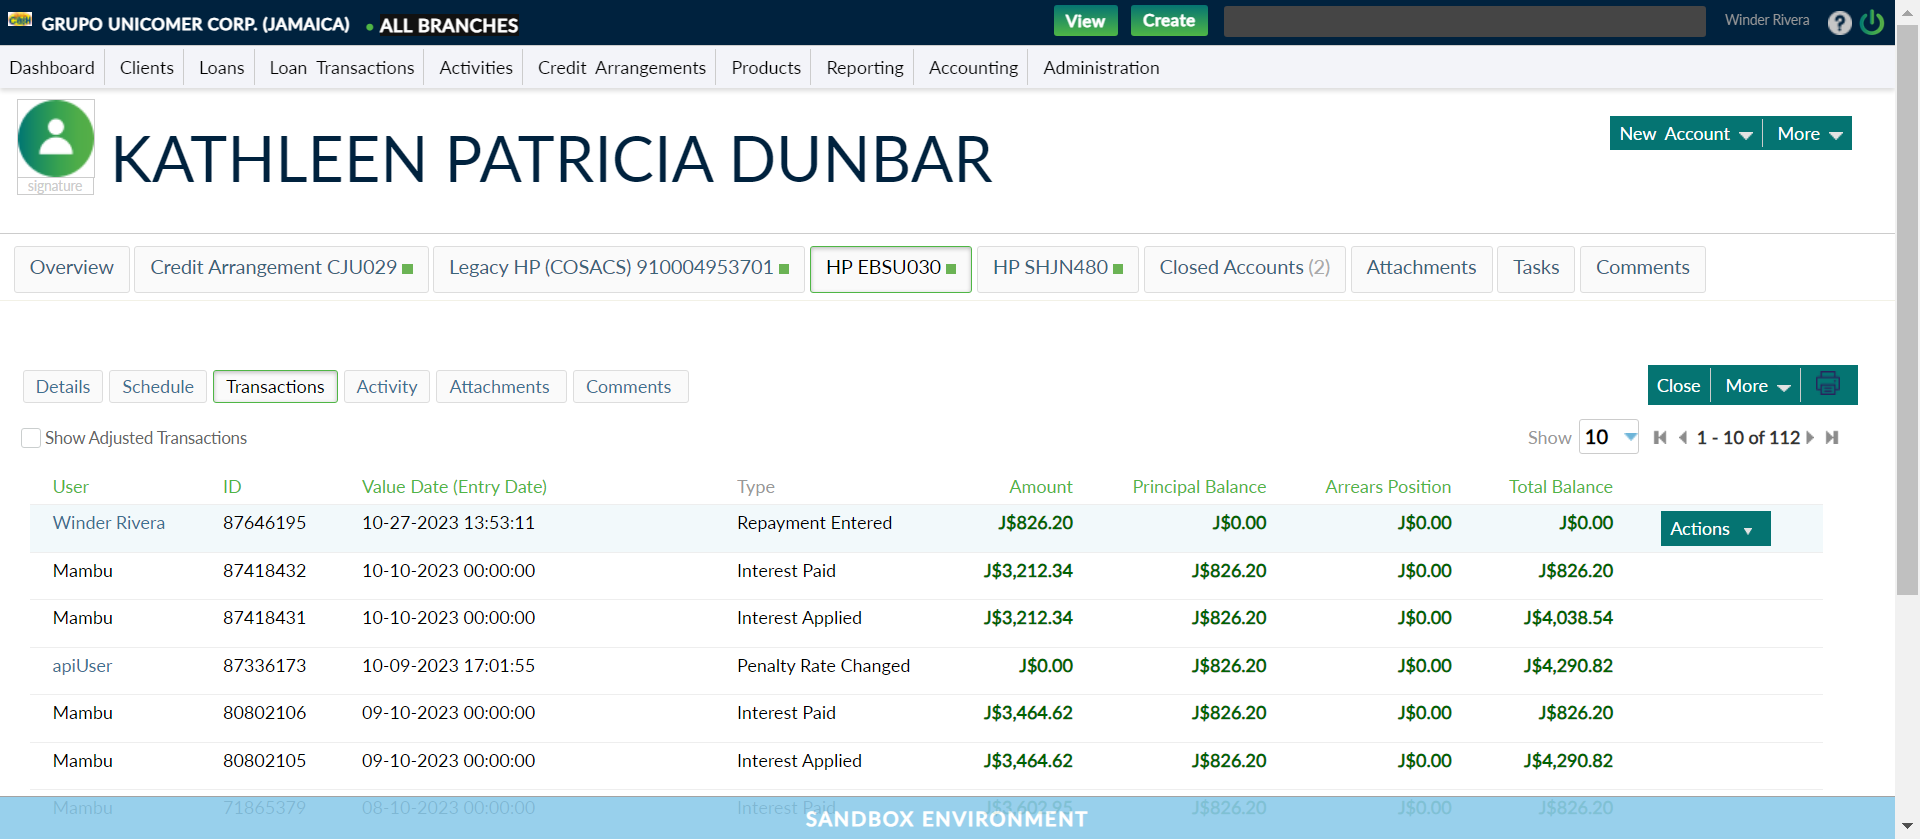 CASH GRUPO UNICOMER CORP. (JAMAICA) • ALL BRANCHES View Create Winder Rivera ?
Dashboard Clients Loans Loan Transactions Activities Credit Arrangements Products Reporting Accounting Administration
KATHLEEN PATRICIA DUNBAR
signature
New Account More
Overview Credit Arrangement CJU029 Legacy HP (COSACS) 910004953701 HP EBSU030 HP SHJN480 Closed Accounts (2) Attachments Tasks Comments
Details Schedule Transactions Activity Attachments Comments Close More
Show Adjusted Transactions Show 10 1 - 10 of 112
User ID Value Date (Entry Date) Type Amount Principal Balance Arrears Position Total Balance
Winder Rivera 87646195 10-27-2023 13:53:11 Repayment Entered J$826.20 J$0.00 J$0.00 J$0.00 Actions
Mambu 87418432 10-10-2023 00:00:00 Interest Paid J$3,212.34 J$826.20 J$0.00 J$826.20
Mambu 87418431 10-10-2023 00:00:00 Interest Applied J$3,212.34 J$826.20 J$0.00 J$4,038.54
apiUser 87336173 10-09-2023 17:01:55 Penalty Rate Changed J$0.00 J$826.20 J$0.00 J$4,290.82
Mambu 80802106 09-10-2023 00:00:00 Interest Paid J$3,464.62 J$826.20 J$0.00 J$826.20
Mambu 80802105 09-10-2023 00:00:00 Interest Applied J$3,464.62 J$826.20 J$0.00 J$4,290.82
Mambu 71865379 08-10-2023 00:00:00 Interest Paid J$3,602.95 J$826.20 J$0.00 J$826.20
SANDBOX ENVIRONMENT